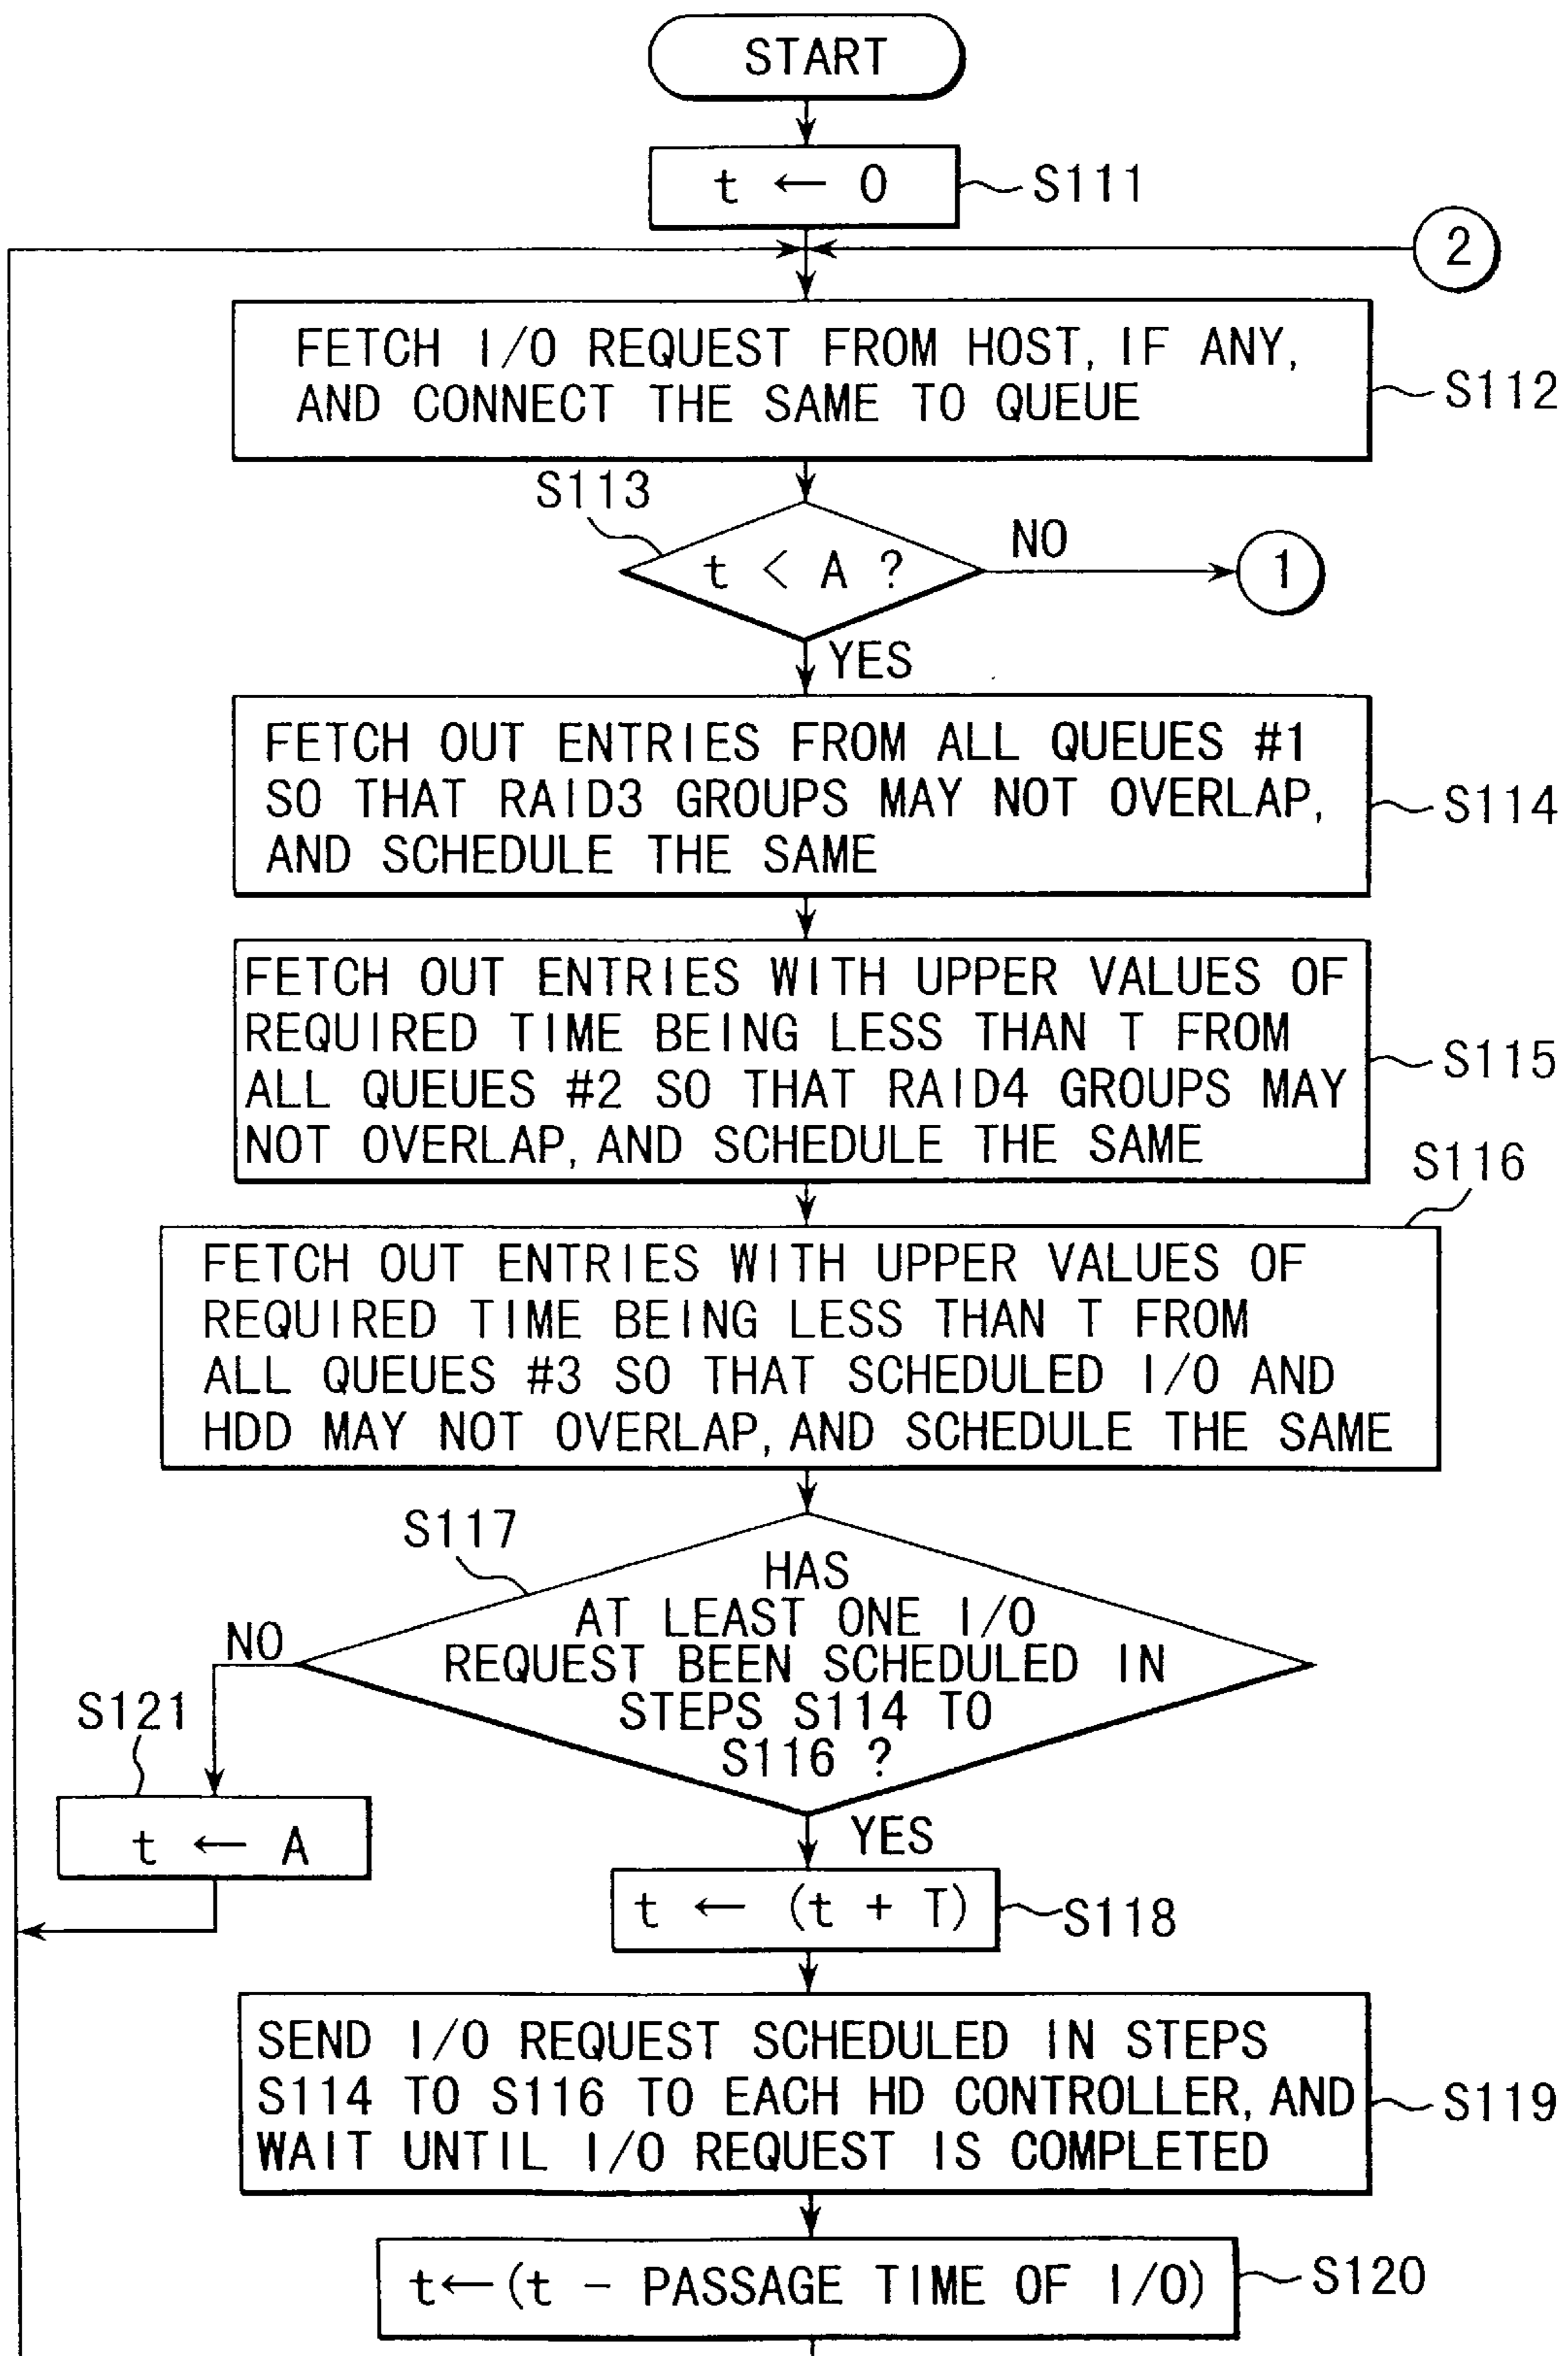 START
t ← 0
S111
2
FETCH I/O REQUEST FROM HOST, IF ANY,
AND CONNECT THE SAME TO QUEUE
S112
S113
t < A ?
NO
1
YES
FETCH OUT ENTRIES FROM ALL QUEUES #1
SO THAT RAID3 GROUPS MAY NOT OVERLAP,
AND SCHEDULE THE SAME
S114
FETCH OUT ENTRIES WITH UPPER VALUES OF
REQUIRED TIME BEING LESS THAN T FROM
ALL QUEUES #2 SO THAT RAID4 GROUPS MAY
NOT OVERLAP, AND SCHEDULE THE SAME
S115
S116
FETCH OUT ENTRIES WITH UPPER VALUES OF
REQUIRED TIME BEING LESS THAN T FROM
ALL QUEUES #3 SO THAT SCHEDULED I/O AND
HDD MAY NOT OVERLAP, AND SCHEDULE THE SAME
S117
HAS
AT LEAST ONE I/O
REQUEST BEEN SCHEDULED IN
STEPS S114 TO
S116 ?
NO
S121
t ← A
YES
t ← (t + T)
S118
SEND I/O REQUEST SCHEDULED IN STEPS
S114 TO S116 TO EACH HD CONTROLLER, AND
WAIT UNTIL I/O REQUEST IS COMPLETED
S119
t←(t - PASSAGE TIME OF I/O)
S120